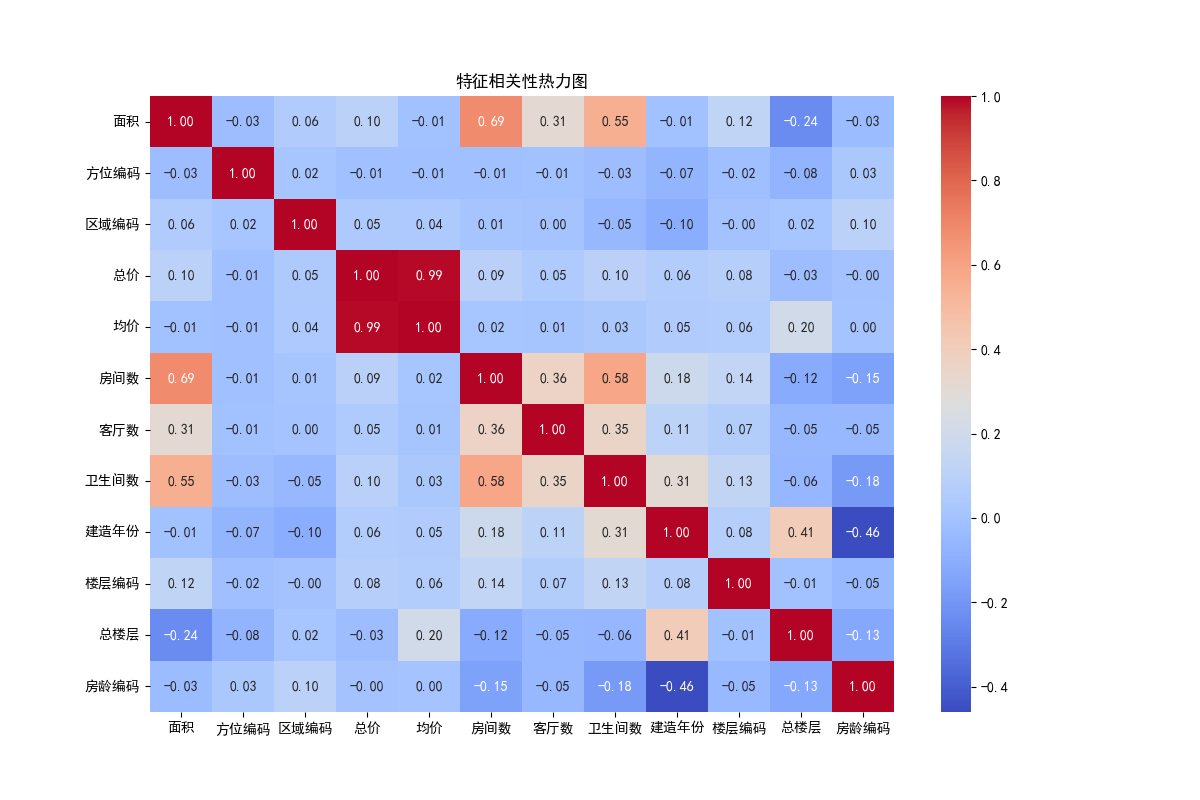 特征相关性热力图
面积 1.00 -0.03 0.06 0.10 -0.01 0.69 0.31 0.55 -0.01 0.12 -0.24 -0.03
方位编码 -0.03 1.00 0.02 -0.01 -0.01 -0.01 -0.01 -0.03 -0.07 -0.02 -0.08 0.03
区域编码 0.06 0.02 1.00 0.05 0.04 0.01 0.00 -0.05 -0.10 -0.00 0.02 0.10
总价 0.10 -0.01 0.05 1.00 0.99 0.09 0.05 0.10 0.06 0.08 -0.03 -0.00
均价 -0.01 -0.01 0.04 0.99 1.00 0.02 0.01 0.03 0.05 0.06 0.20 0.00
房间数 0.69 -0.01 0.01 0.09 0.02 1.00 0.36 0.58 0.18 0.14 -0.12 -0.15
客厅数 0.31 -0.01 0.00 0.05 0.01 0.36 1.00 0.35 0.11 0.07 -0.05 -0.05
卫生间数 0.55 -0.03 -0.05 0.10 0.03 0.58 0.35 1.00 0.31 0.13 -0.06 -0.18
建造年份 -0.01 -0.07 -0.10 0.06 0.05 0.18 0.11 0.31 1.00 0.08 0.41 -0.46
楼层编码 0.12 -0.02 -0.00 0.08 0.06 0.14 0.07 0.13 0.08 1.00 -0.01 -0.05
总楼层 -0.24 -0.08 0.02 -0.03 0.20 -0.12 -0.05 -0.06 0.41 -0.01 1.00 -0.13
房龄编码 -0.03 0.03 0.10 -0.00 0.00 -0.15 -0.05 -0.18 -0.46 -0.05 -0.13 1.00
面积 方位编码 区域编码 总价 均价 房间数 客厅数 卫生间数 建造年份 楼层编码 总楼层 房龄编码
1.0
0.8
0.6
0.4
0.2
0.0
-0.2
-0.4